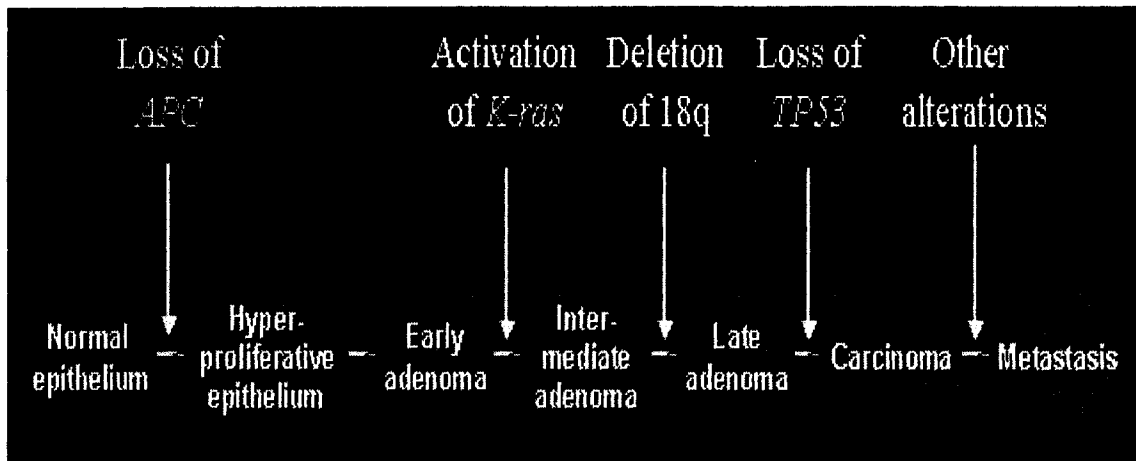 Loss of
APC
Activation
of K-ras
Deletion
of 18q
Loss of
TP53
Other
alterations
Normal
epithelium
Hyper-
proliferative
epithelium
Early
adenoma
Inter-
mediate
adenoma
Late
adenoma
Carcinoma
Metastasis